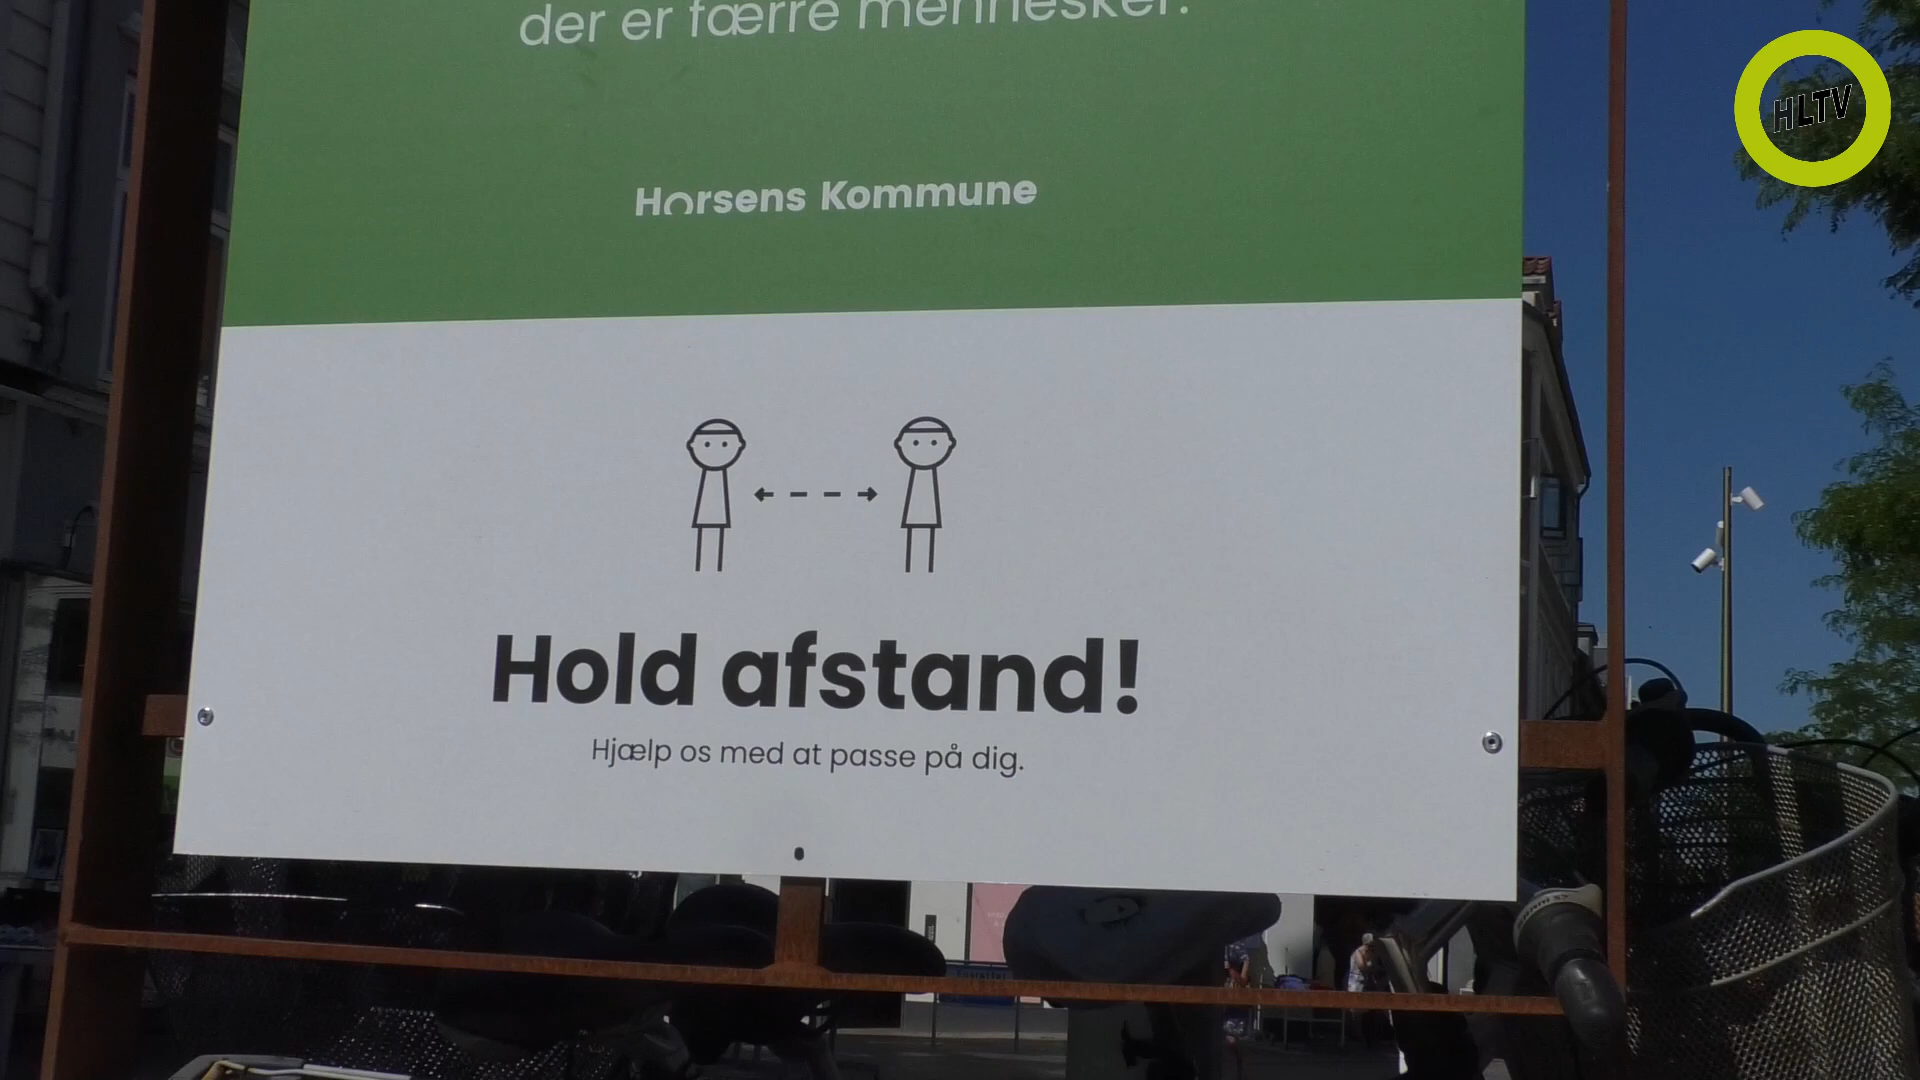 der er færre mennesker.
HLTV
Horsens Kommune
Hold afstand!
Hjælp os med at passe på dig.